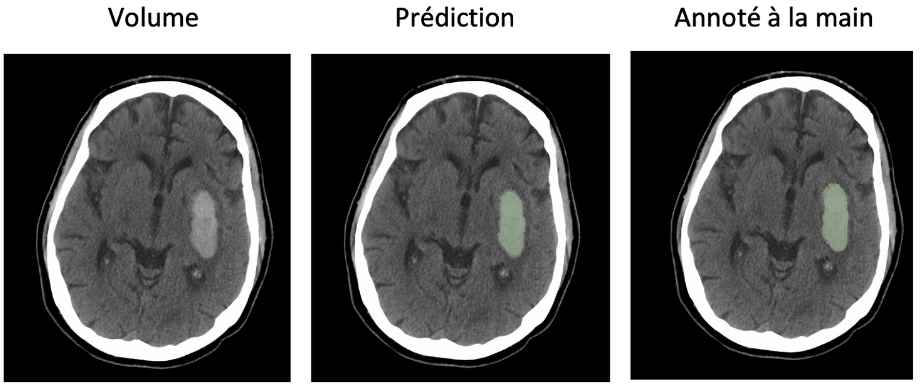 Volume
Prédiction
Annoté à la main